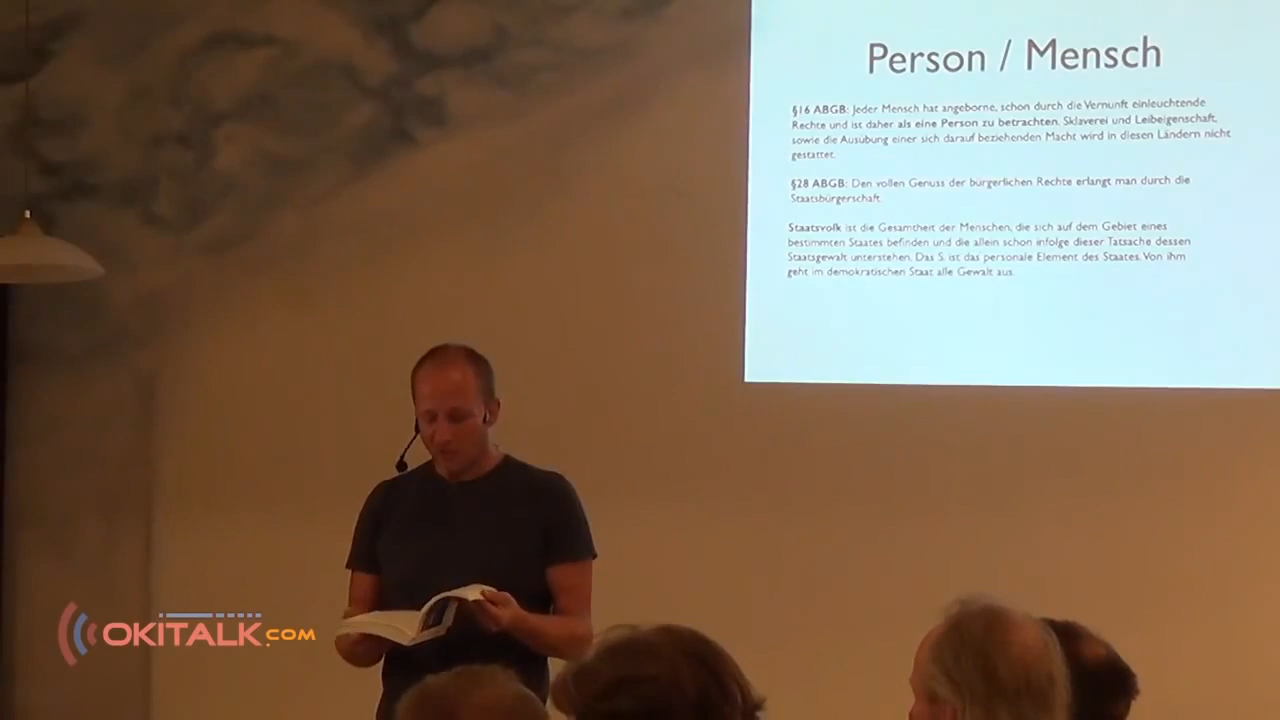 Person / Mensch
§16 ABGB: Jeder Mensch hat angeborne, schon durch die Vernunft einleuchtende
Rechte und ist daher als eine Person zu betrachten. Sklaverei und Leibeigenschaft,
sowie die Ausübung einer sich darauf beziehenden Macht wird in diesen Ländern nicht
gestattet.
§28 ABGB: Den vollen Genuss der bürgerlichen Rechte erlangt man durch die
Staatsbürgerschaft.
Staatsvolk ist die Gesamtheit der Menschen, die sich auf dem Gebiet eines
bestimmten Staates befinden und die allein schon infolge dieser Tatsache dessen
Staatsgewalt unterstehen. Das S. ist das personale Element des Staates. Von ihm
geht im demokratischen Staat alle Gewalt aus.
OKITALK.COM